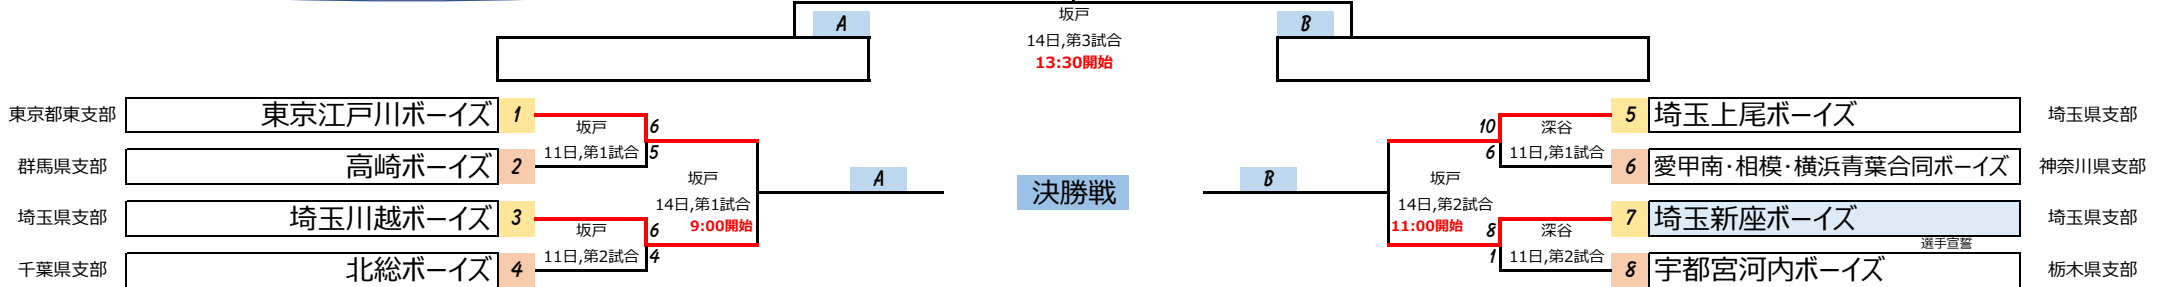 坂戸
A
B
14日,第3試合
13:30開始
東京都東支部
東京江戸川ボーイズ
1
坂戸
6
11日,第1試合
5
群馬県支部
高崎ボーイズ
2
坂戸
14日,第1試合
9:00開始
A
埼玉県支部
埼玉川越ボーイズ
3
坂戸
6
11日,第2試合
4
千葉県支部
北総ボーイズ
4
決勝戦
10
深谷
5
埼玉上尾ボーイズ
埼玉県支部
6
11日,第1試合
6
愛甲南・相模・横浜青葉合同ボーイズ
神奈川県支部
B
坂戸
14日,第2試合
11:00開始
8
深谷
7
埼玉新座ボーイズ
選手宣誓
埼玉県支部
1
11日,第2試合
8
宇都宮河内ボーイズ
栃木県支部